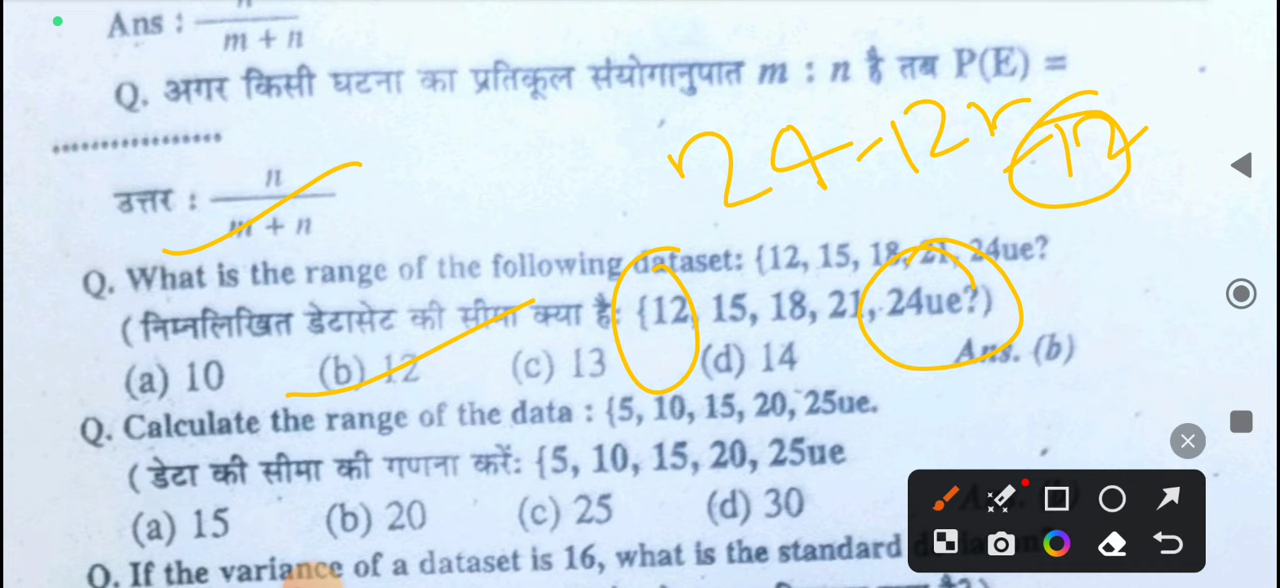 Ans : n
m + n
Q. अगर किसी घटना का प्रतिकूल संयोगानुपात m : n है तब P(E) =
................
24-12r 12
उत्तर : n
m + n
Q. What is the range of the following dataset: {12, 15, 18, 21, 24ue?
( निम्नलिखित डेटासेट की सीमा क्या है: {12, 15, 18, 21, 24ue?)
(a) 10 (b) 12 (c) 13 (d) 14 Ans. (b)
Q. Calculate the range of the data : {5, 10, 15, 20, 25ue.
( डेटा की सीमा की गणना करें: {5, 10, 15, 20, 25ue
(a) 15 (b) 20 (c) 25 (d) 30
Q. If the variance of a dataset is 16, what is the standard